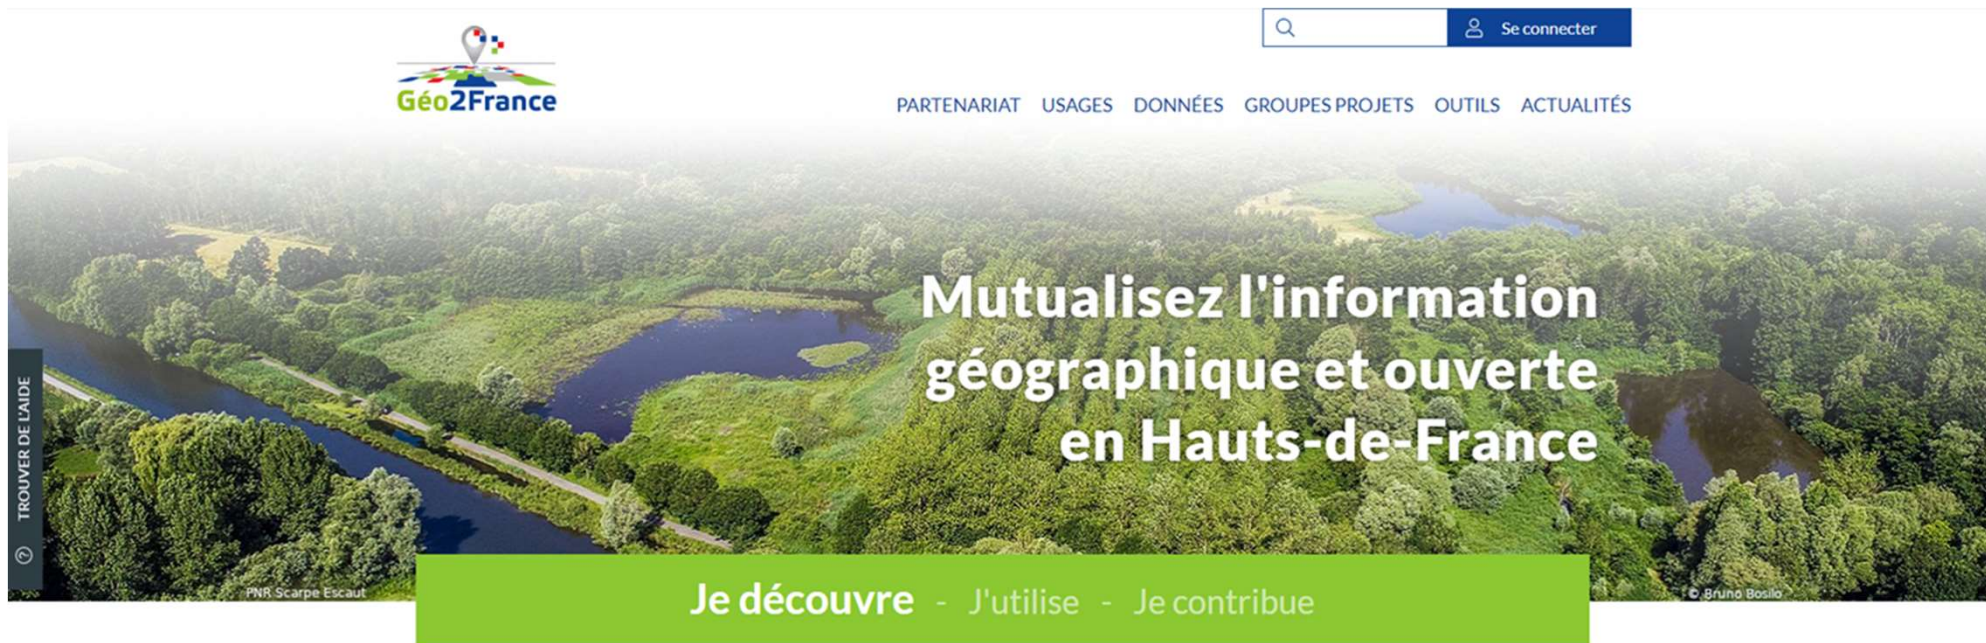 Se connecter
Géo2France
PARTENARIAT USAGES DONNÉES GROUPES PROJETS OUTILS ACTUALITÉS
Mutualisez l'information
géographique et ouverte
en Hauts-de-France
TROUVER DE L'AIDE
PNR Scarpe Escaut
© Bruno Bosilo
Je découvre - J'utilise - Je contribue